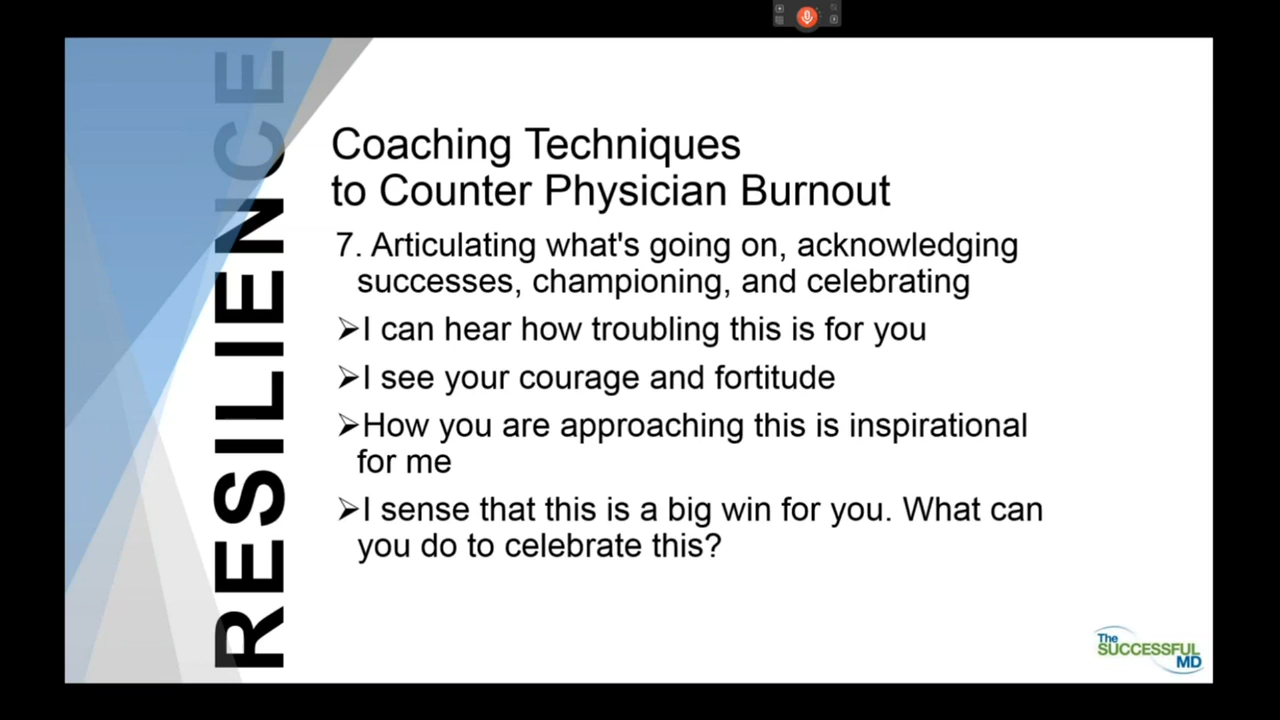 RESILIENCE
Coaching Techniques
to Counter Physician Burnout
7. Articulating what's going on, acknowledging
successes, championing, and celebrating
➢I can hear how troubling this is for you
➢I see your courage and fortitude
➢How you are approaching this is inspirational
for me
➢I sense that this is a big win for you. What can
you do to celebrate this?
The
SUCCESSFUL
MD